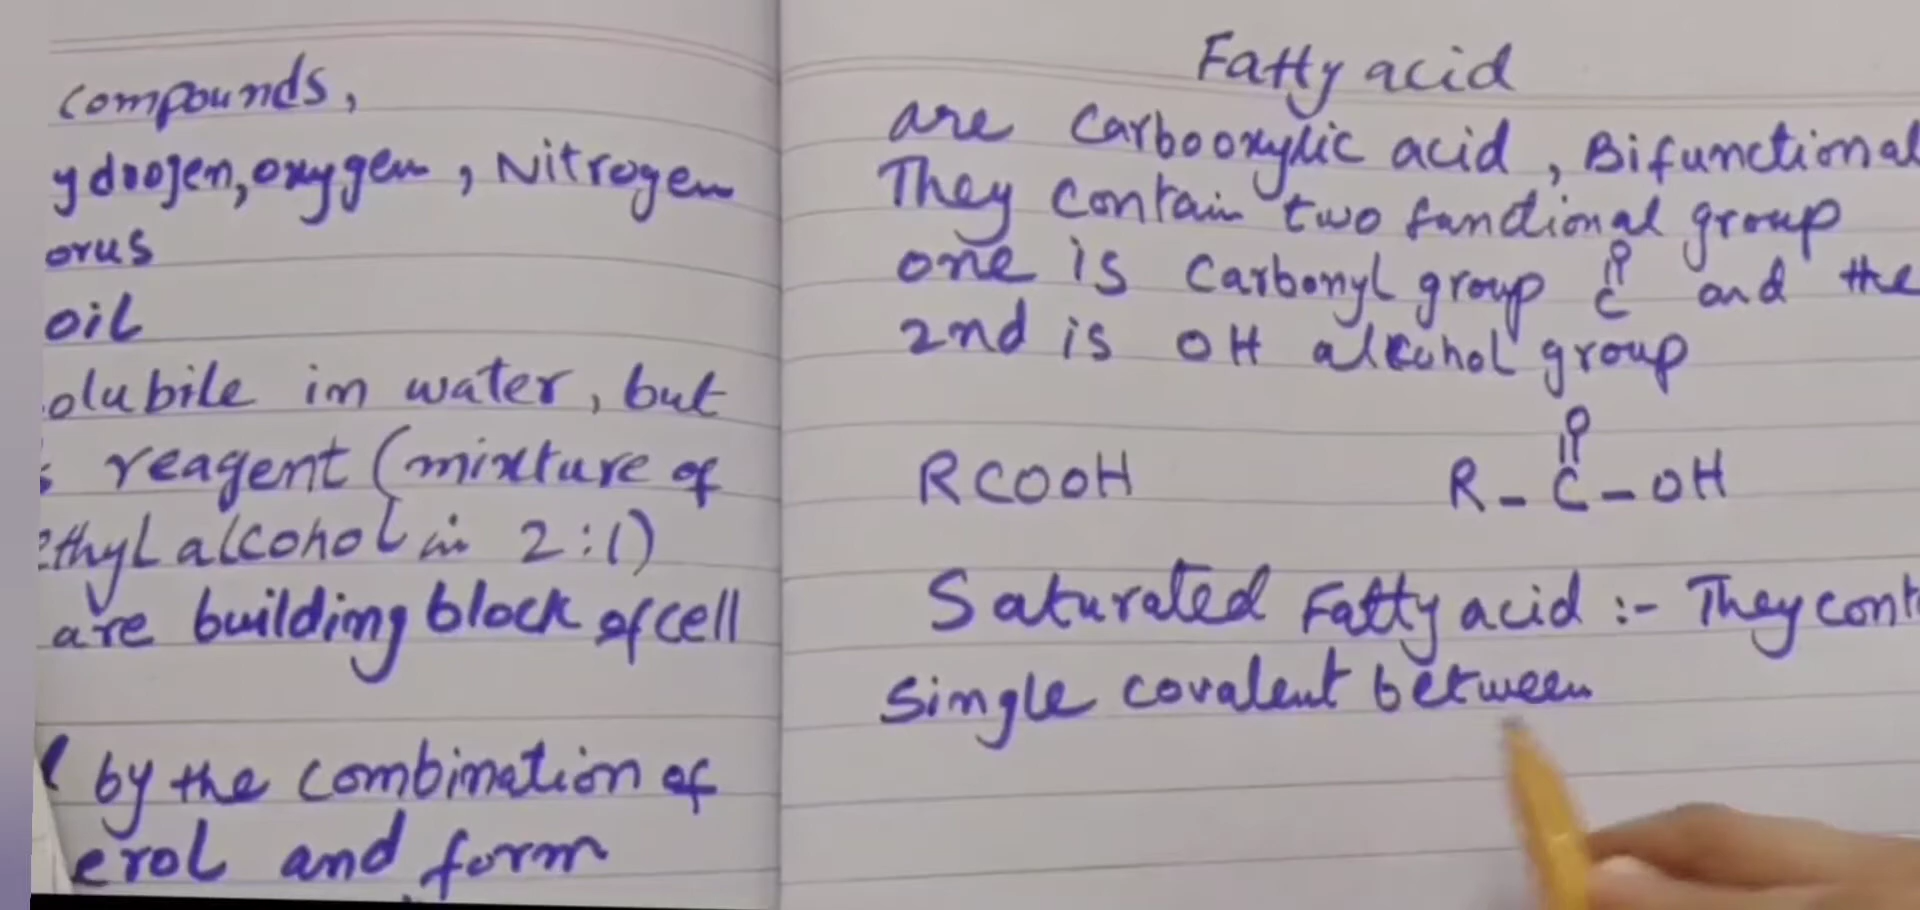 compounds,
ydrogen, oxygen, Nitrogen
orus
oil
olubile in water, but
s reagent (mixture of
ethyl alcohol in 2:1)
are building block of cell
l by the combination of
erol and form
Fatty acid
are Carbooxylic acid, Bifunctional
They contain two functional group
one is Carbonyl group O || C and the
2nd is OH alcohol group
RCOOH
O
||
R - C - OH
Saturated Fatty acid :- They cont
Single covalent between